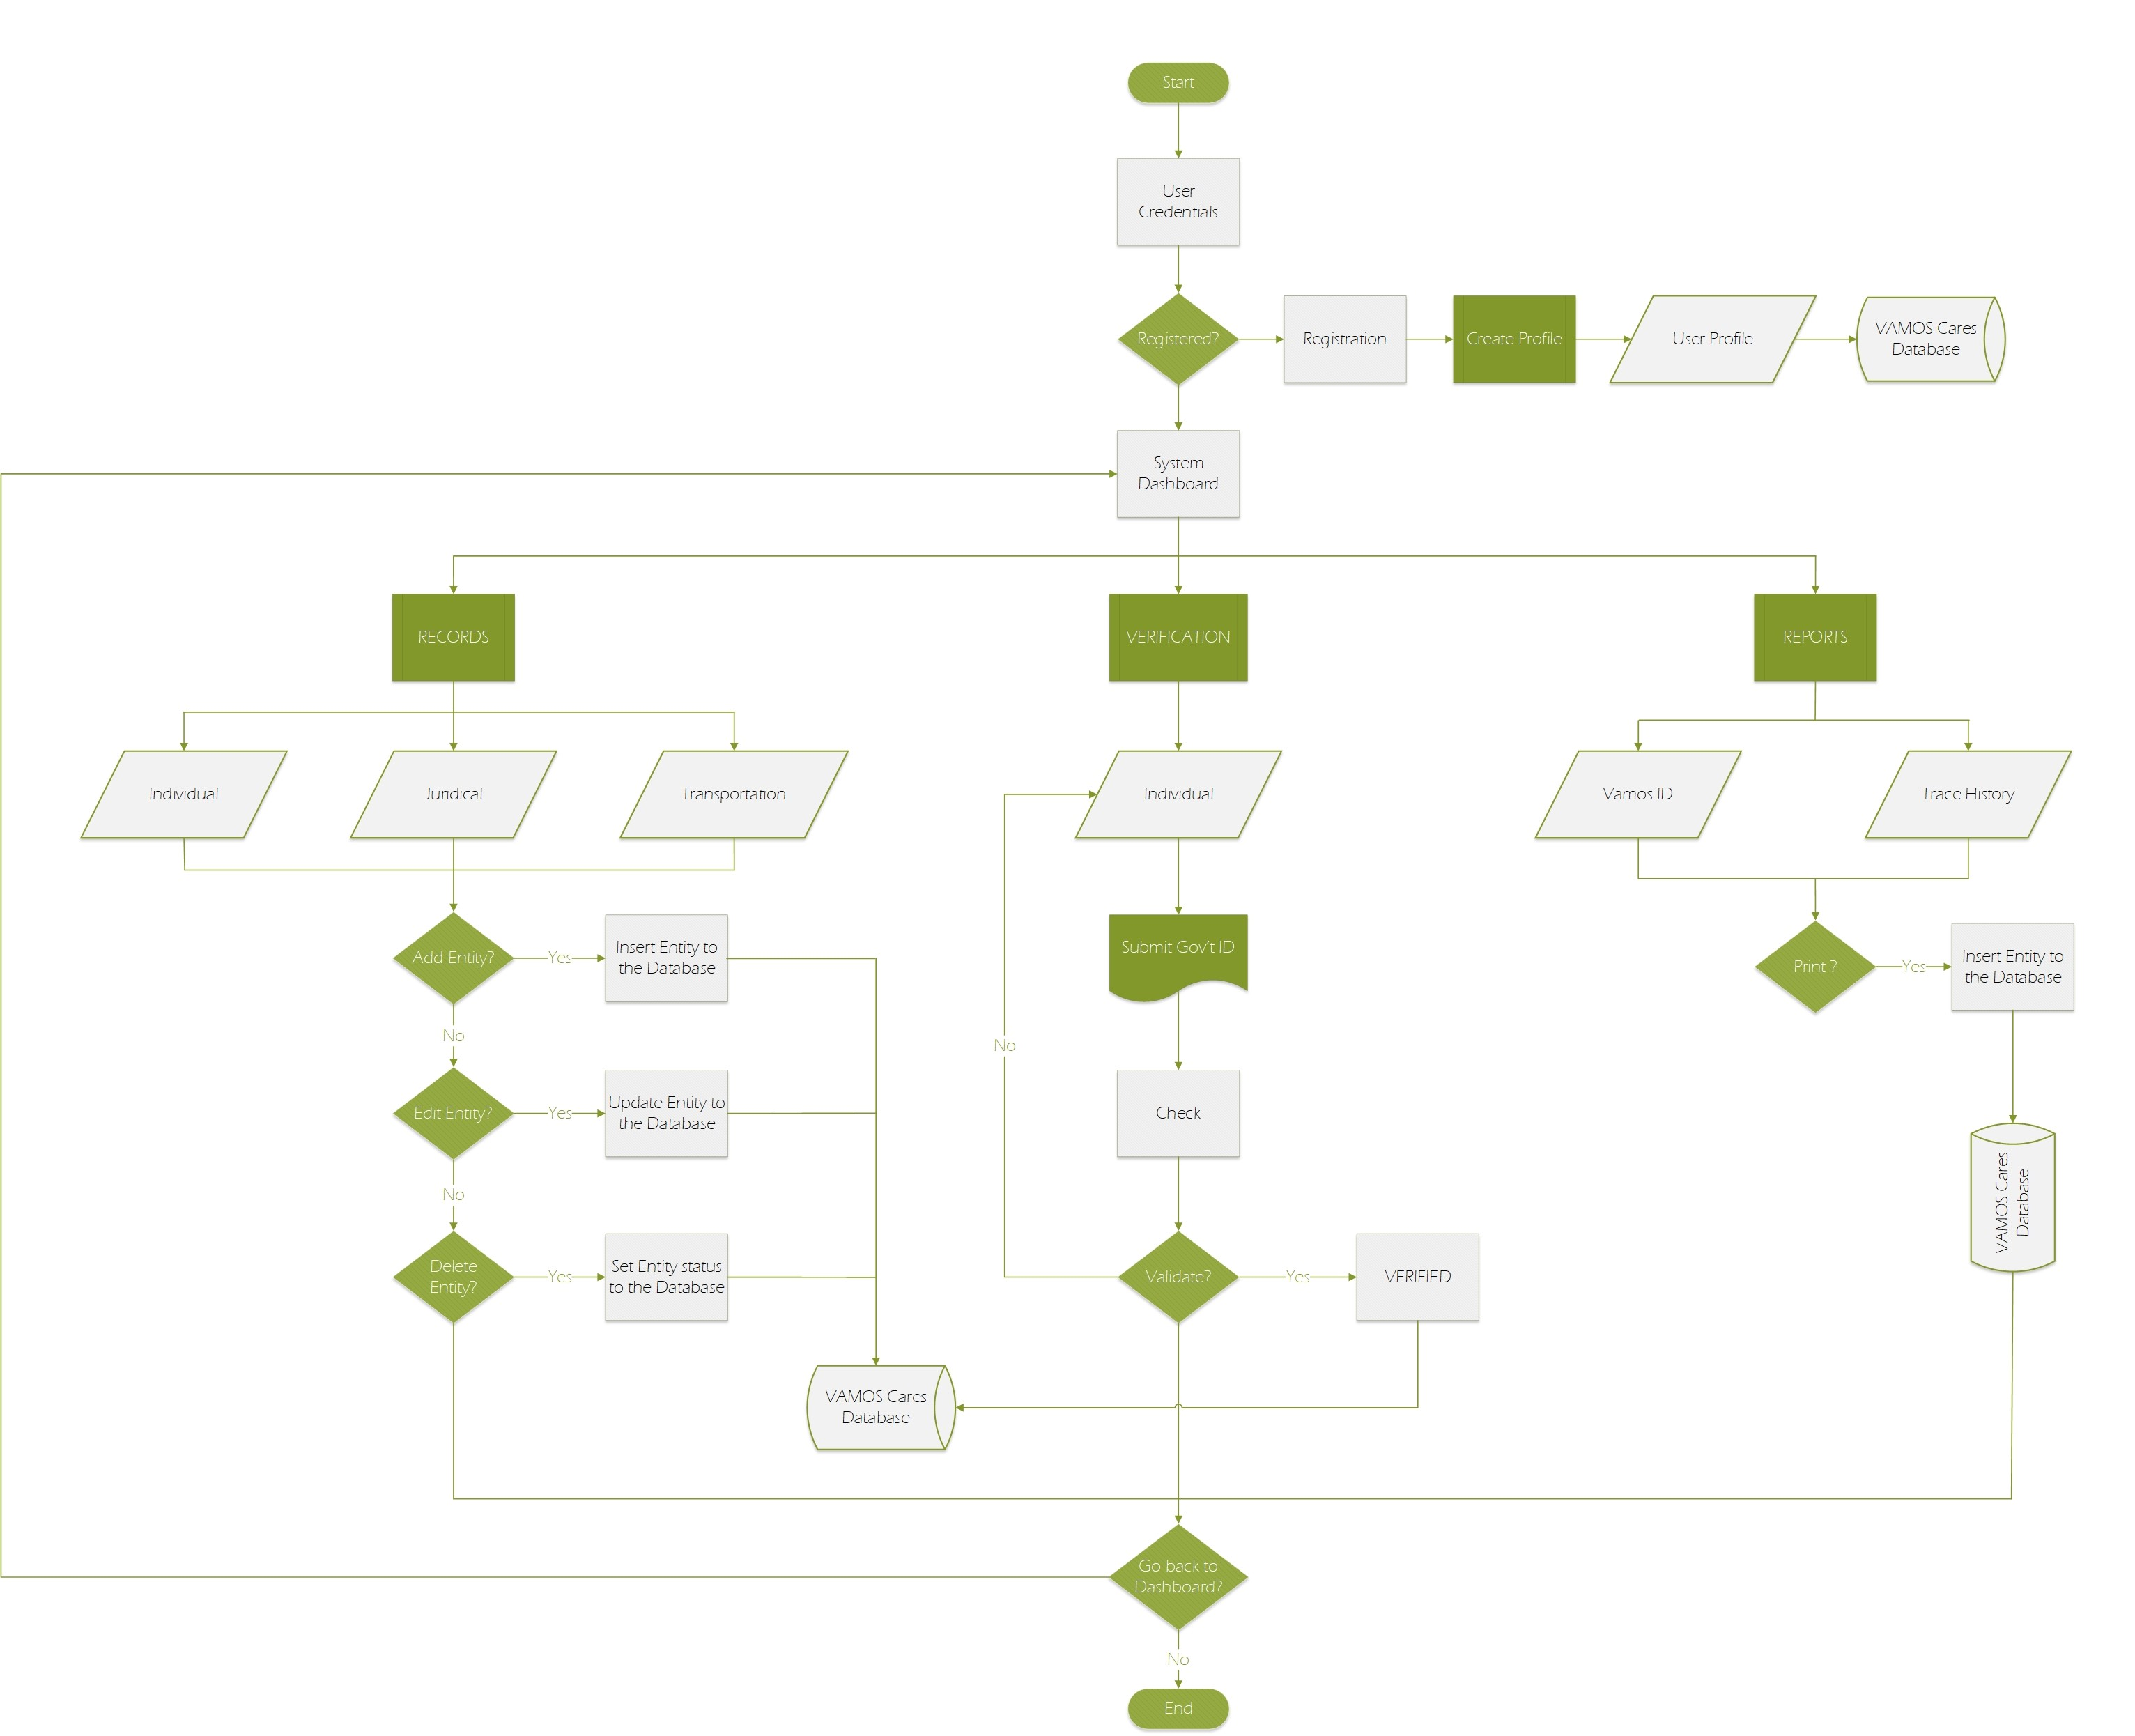 Start
User
Credentials
Registered?
Registration
Create Profile
User Profile
VAMOS Cares
Database
System
Dashboard
RECORDS
VERIFICATION
REPORTS
Individual
Juridical
Transportation
Individual
Vamos ID
Trace History
Add Entity?
Yes
Insert Entity to
the Database
Submit Gov't ID
Print ?
Yes
Insert Entity to
the Database
No
No
Edit Entity?
Yes
Update Entity to
the Database
Check
VAMOS Cares
Database
No
Delete
Entity?
Yes
Set Entity status
to the Database
Validate?
Yes
VERIFIED
VAMOS Cares
Database
Go back to
Dashboard?
No
End